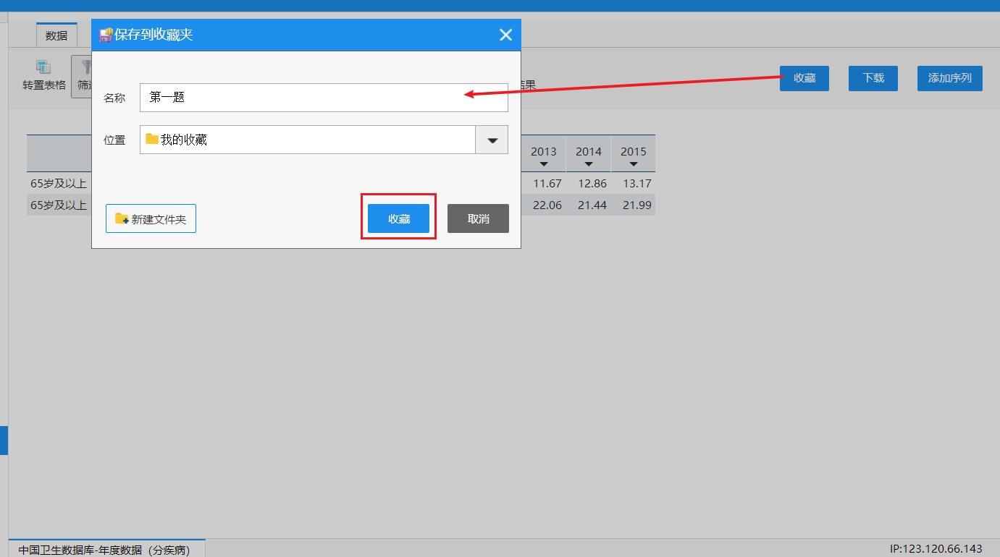 数据
保存到收藏夹
转置表格
名称 第一题
收藏 下载 添加序列
位置 我的收藏
2013 2014 2015
65岁及以上 11.67 12.86 13.17
65岁及以上 22.06 21.44 21.99
新建文件夹 收藏 取消
中国卫生数据库-年度数据（分疾病） IP:123.120.66.143